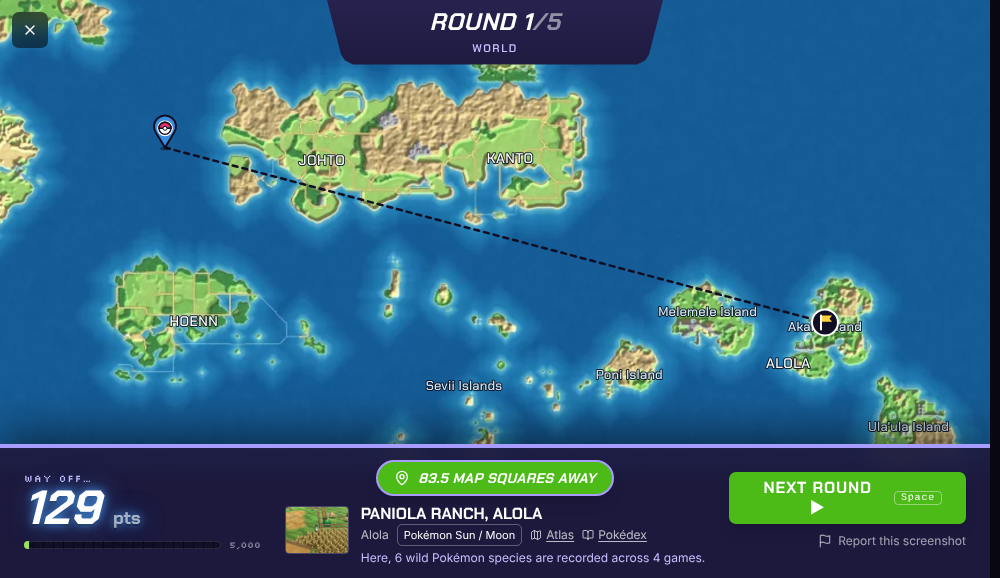 ×
ROUND 1/5
WORLD
JOHTO
KANTO
HOENN
Melemele Island
ALOLA
Poni Island
Sevii Islands
Ula'ula Island
WAY OFF…
129 pts
5,000
83.5 MAP SQUARES AWAY
PANIOLA RANCH, ALOLA
Alola Pokémon Sun / Moon Atlas Pokédex
Here, 6 wild Pokémon species are recorded across 4 games.
NEXT ROUND ▶ Space
Report this screenshot